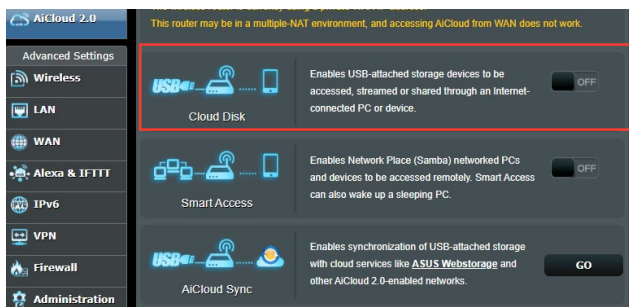 AiCloud 2.0
This router may be in a multiple-NAT environment, and accessing AiCloud from WAN does not work.
Advanced Settings
Wireless
LAN
WAN
Alexa & IFTTT
IPv6
VPN
Firewall
Administration
USB
Cloud Disk
Enables USB-attached storage devices to be
accessed, streamed or shared through an Internet-
connected PC or device.
OFF
Smart Access
Enables Network Place (Samba) networked PCs
and devices to be accessed remotely. Smart Access
can also wake up a sleeping PC.
OFF
USB
AiCloud Sync
Enables synchronization of USB-attached storage
with cloud services like ASUS Webstorage and
other AiCloud 2.0-enabled networks.
GO